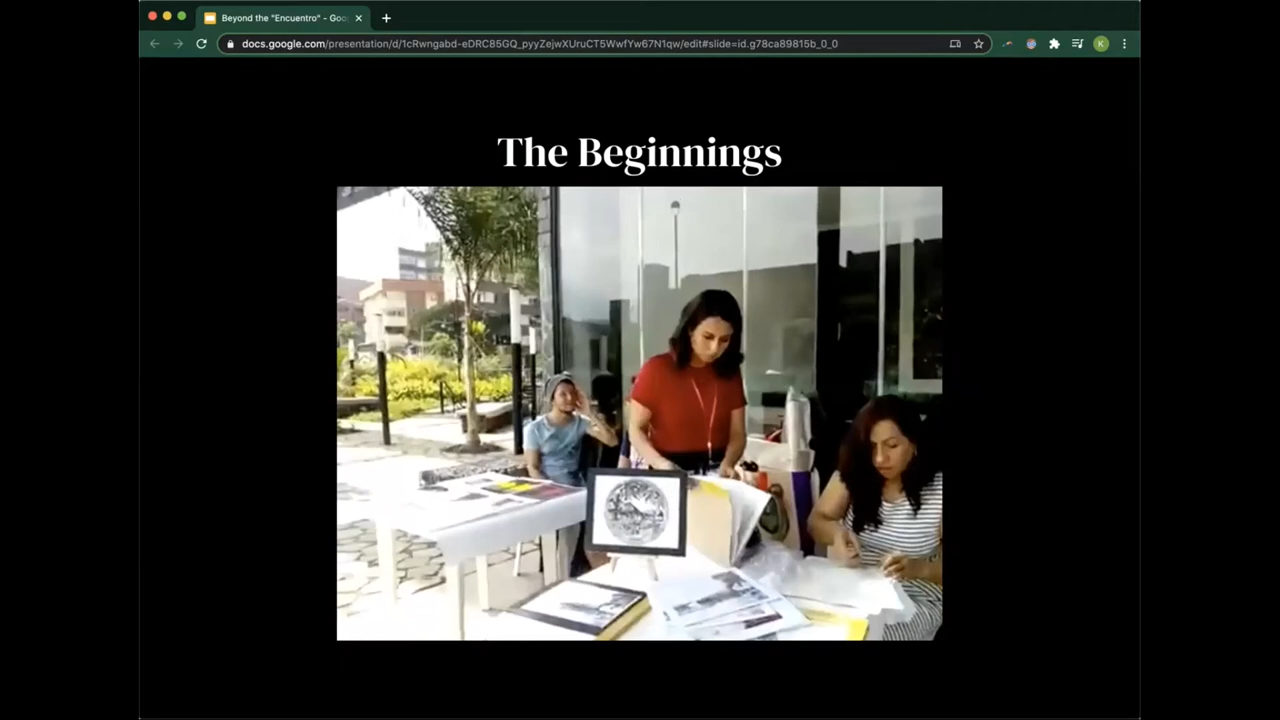 Beyond the "Encuentro" - Goo
docs.google.com/presentation/d/1cRwngabd-eDRC85GQ_pyyZejwXUruCT5WwfYw67N1qw/edit#slide=id.g78ca89815b_0_0
K
The Beginnings